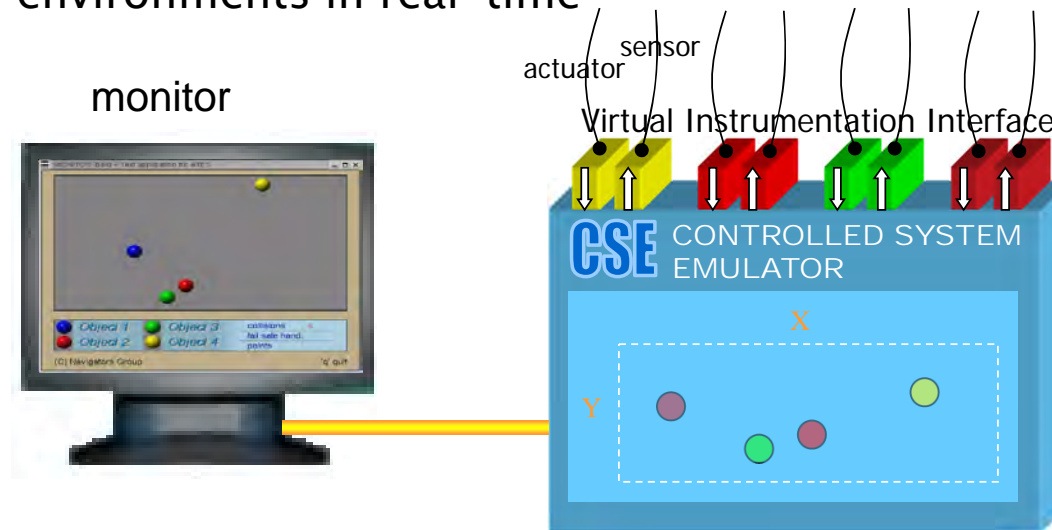 environments in real-time
sensor
actuator
monitor
Virtual Instrumentation Interface
CSE CONTROLLED SYSTEM
EMULATOR
X
Y
Object 1
Object 3
collisions
Object 2
Object 4
fail safe hand.
points
(C) Navigators Group
'q' quit